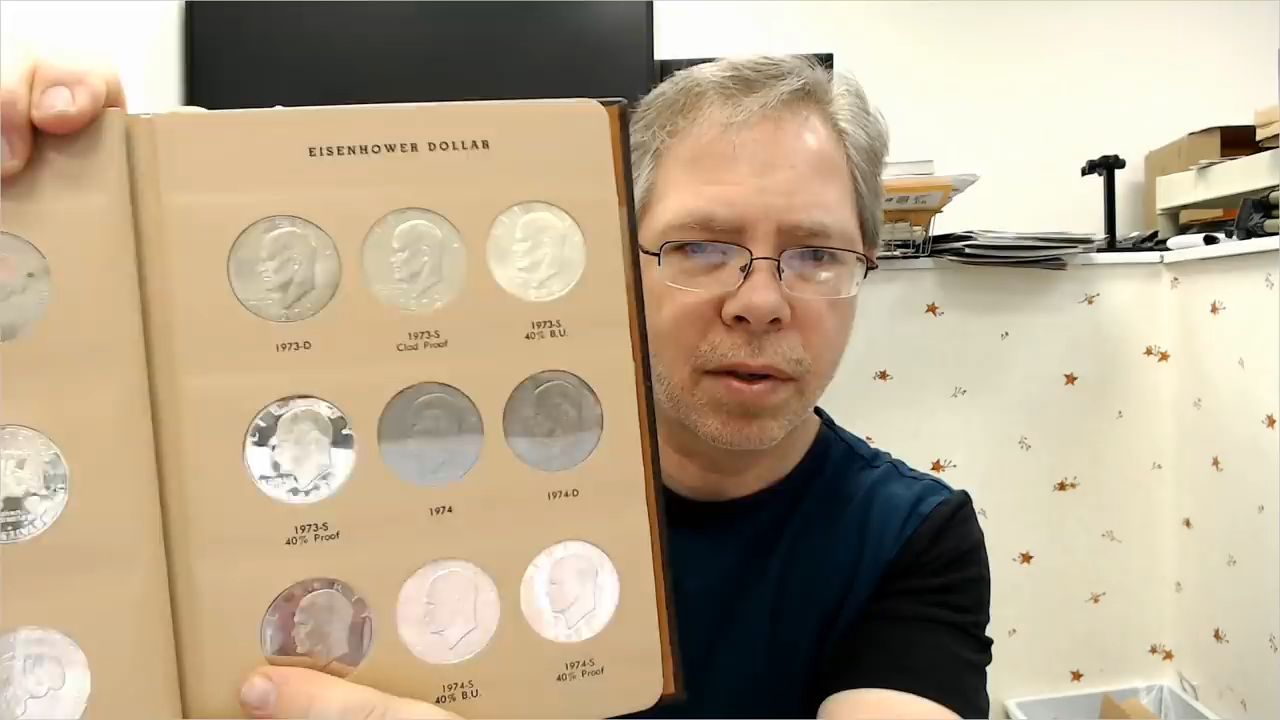 EISENHOWER DOLLAR
1973-D
1973-S
Clad Proof
1973-S
40% B.U.
1973-S
40% Proof
1974
1974-D
1974-S
40% B.U.
1974-S
40% Proof